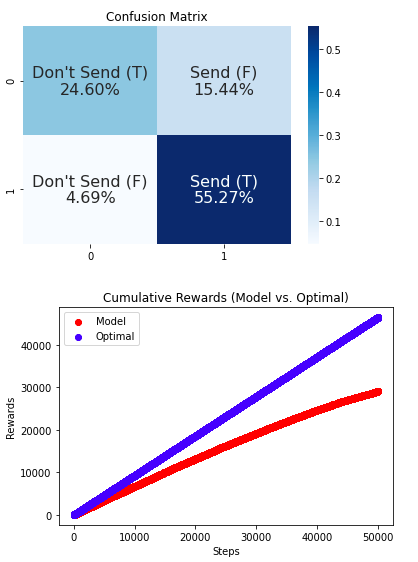 Confusion Matrix
Don't Send (T)
24.60%
Send (F)
15.44%
0
Don't Send (F)
4.69%
Send (T)
55.27%
1
0
1
0.5
0.4
0.3
0.2
0.1
Cumulative Rewards (Model vs. Optimal)
Model
Optimal
40000
30000
20000
10000
0
Rewards
0
10000
20000
30000
40000
50000
Steps